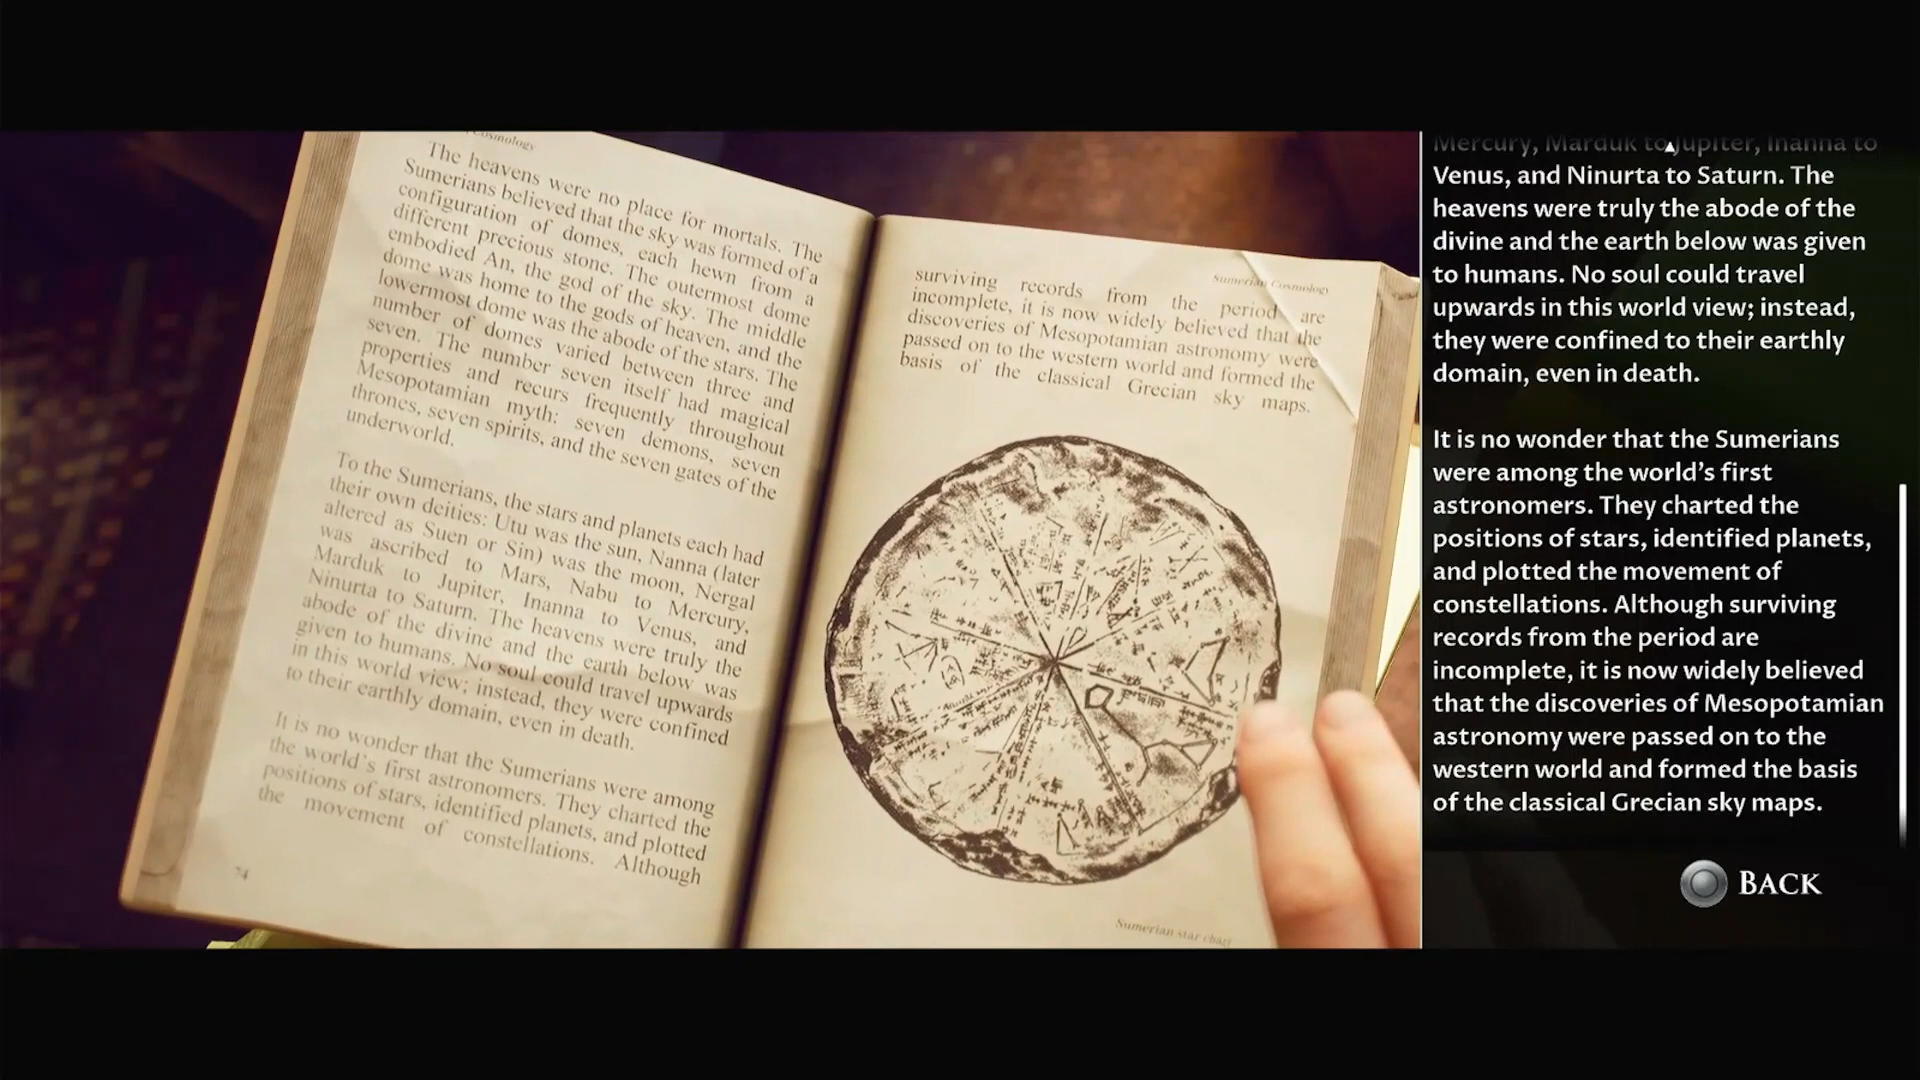 Cosmology
The heavens were no place for mortals. The
Sumerians believed that the sky was formed of a
configuration of domes, each hewn from a
different precious stone. The outermost dome
embodied An, the god of the sky. The middle
dome was home to the gods of heaven, and the
lowermost dome was the abode of the stars. The
number of domes varied between three and
seven. The number seven itself had magical
properties and recurs frequently throughout
Mesopotamian myth: seven demons, seven
thrones, seven spirits, and the seven gates of the
underworld.
To the Sumerians, the stars and planets each had
their own deities: Utu was the sun, Nanna (later
altered as Suen or Sin) was the moon, Nergal
was ascribed to Mars, Nabu to Mercury,
Marduk to Jupiter, Inanna to Venus, and
Ninurta to Saturn. The heavens were truly the
abode of the divine and the earth below was
given to humans. No soul could travel upwards
in this world view; instead, they were confined
to their earthly domain, even in death.
It is no wonder that the Sumerians were among
the world's first astronomers. They charted the
positions of stars, identified planets, and plotted
the movement of constellations. Although
74
Sumerian Cosmology
surviving records from the period are
incomplete, it is now widely believed that the
discoveries of Mesopotamian astronomy were
passed on to the western world and formed the
basis of the classical Grecian sky maps.
Sumerian star chart
Mercury, Marduk to Jupiter, Inanna to
Venus, and Ninurta to Saturn. The
heavens were truly the abode of the
divine and the earth below was given
to humans. No soul could travel
upwards in this world view; instead,
they were confined to their earthly
domain, even in death.
It is no wonder that the Sumerians
were among the world's first
astronomers. They charted the
positions of stars, identified planets,
and plotted the movement of
constellations. Although surviving
records from the period are
incomplete, it is now widely believed
that the discoveries of Mesopotamian
astronomy were passed on to the
western world and formed the basis
of the classical Grecian sky maps.
BACK